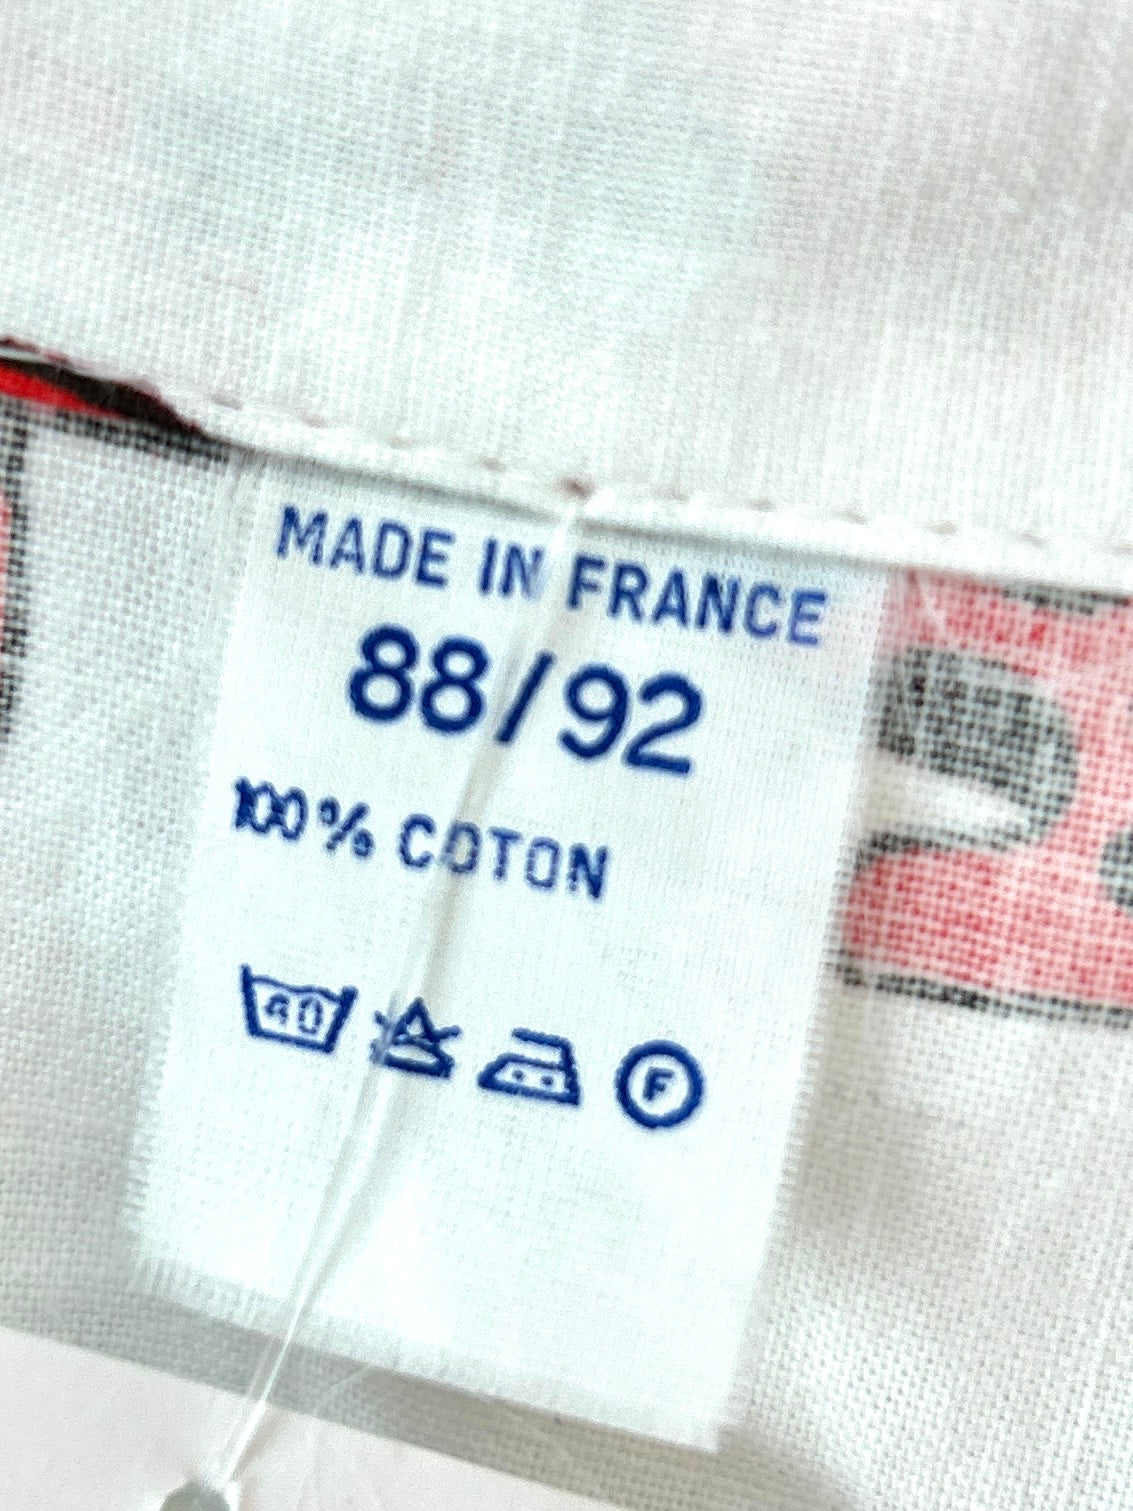 MADE IN FRANCE
88/92
100% COTON
40 F